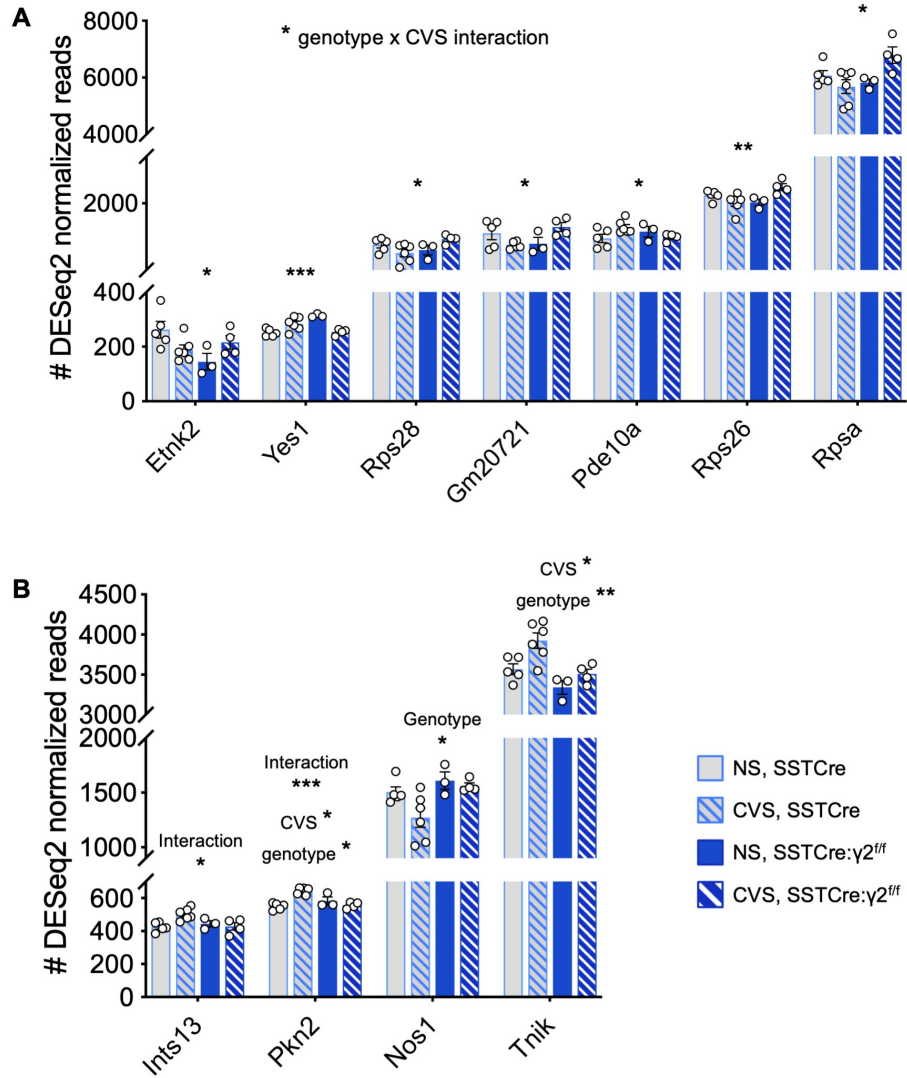 A
# DESeq2 normalized reads
* genotype x CVS interaction
8000
6000
4000
2000
400
200
0
*
***
*
*
*
**
*
Etnk2
Yes1
Rps28
Gm20721
Pde10a
Rps26
Rpsa
B
# DESeq2 normalized reads
4500
4000
3500
3000
2000
1500
1000
600
400
200
0
Interaction
*
Interaction
***
CVS *
genotype *
Genotype
*
CVS *
genotype **
Ints13
Pkn2
Nos1
Tnik
NS, SSTCre
CVS, SSTCre
NS, SSTCre:γ2f/f
CVS, SSTCre:γ2f/f